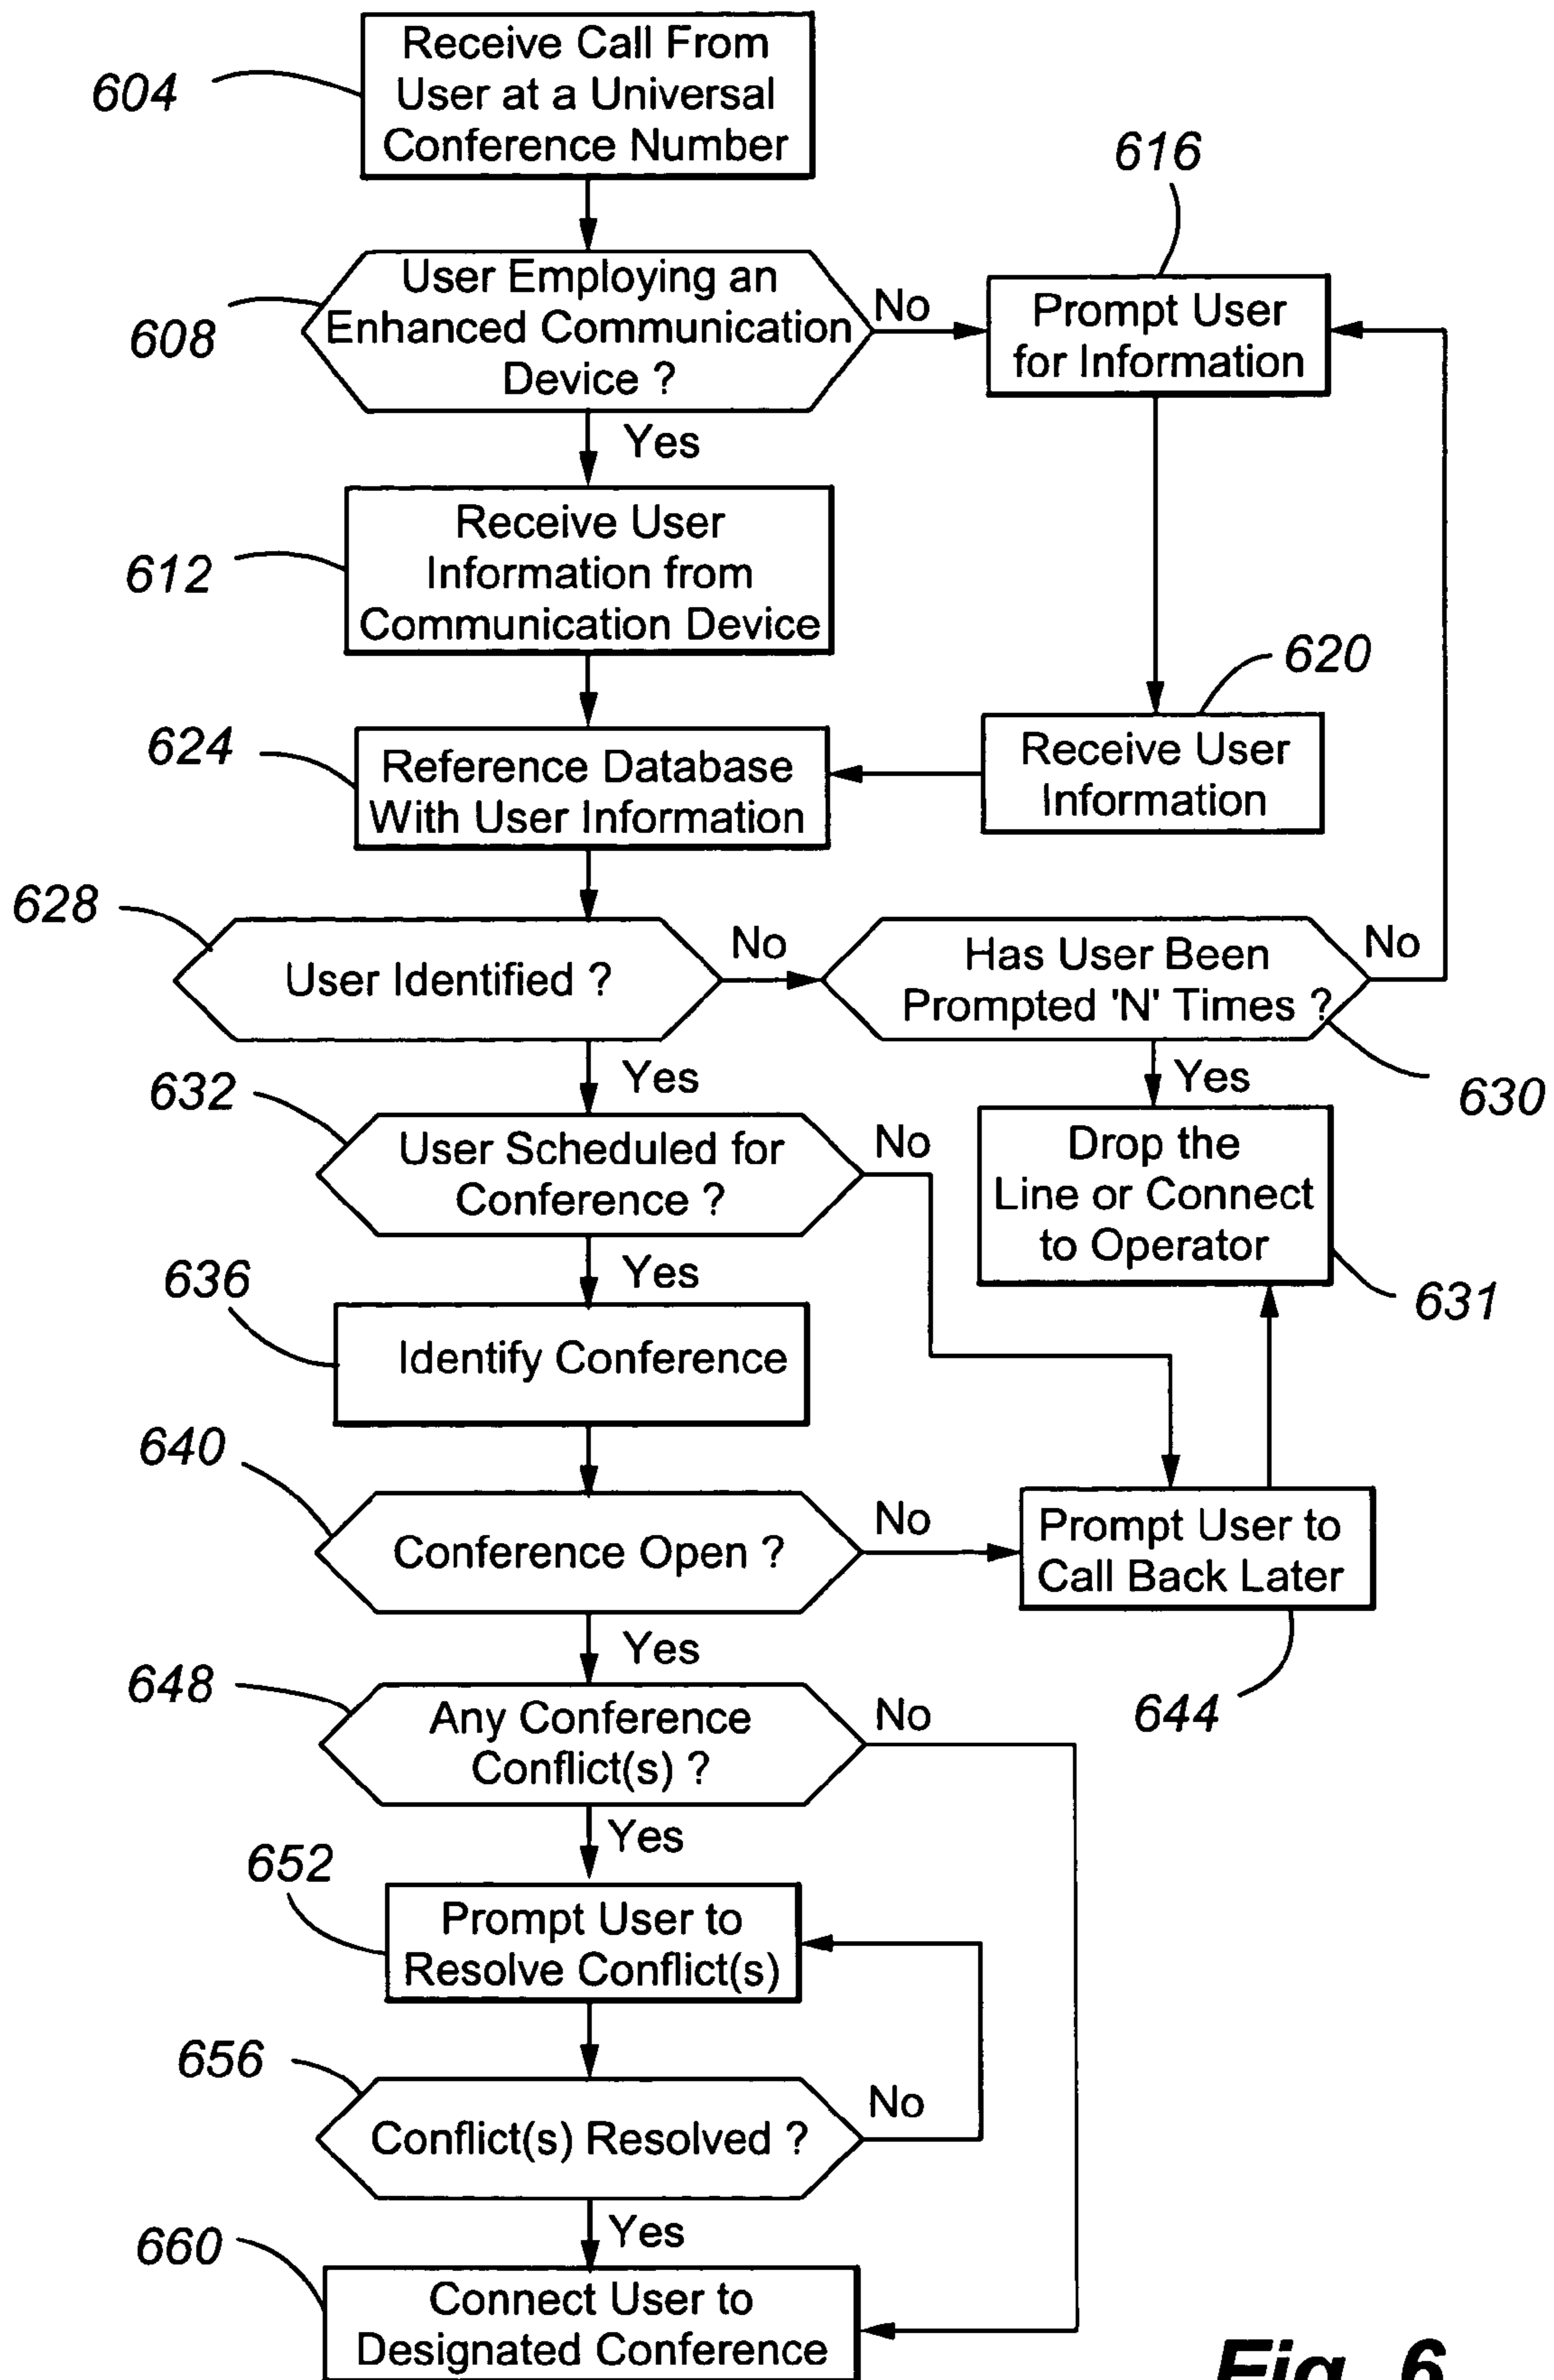 Receive Call From
User at a Universal
Conference Number
604
616
User Employing an
Enhanced Communication
Device ?
608
No
Prompt User
for Information
Yes
Receive User
Information from
Communication Device
612
620
624
Reference Database
With User Information
Receive User
Information
628
User Identified ?
No
Has User Been
Prompted 'N' Times ?
No
630
Yes
Yes
632
User Scheduled for
Conference ?
No
Drop the
Line or Connect
to Operator
631
Yes
636
Identify Conference
640
Conference Open ?
No
Prompt User to
Call Back Later
644
Yes
648
Any Conference
Conflict(s) ?
No
Yes
652
Prompt User to
Resolve Conflict(s)
656
Conflict(s) Resolved ?
No
Yes
660
Connect User to
Designated Conference
Fig. 6